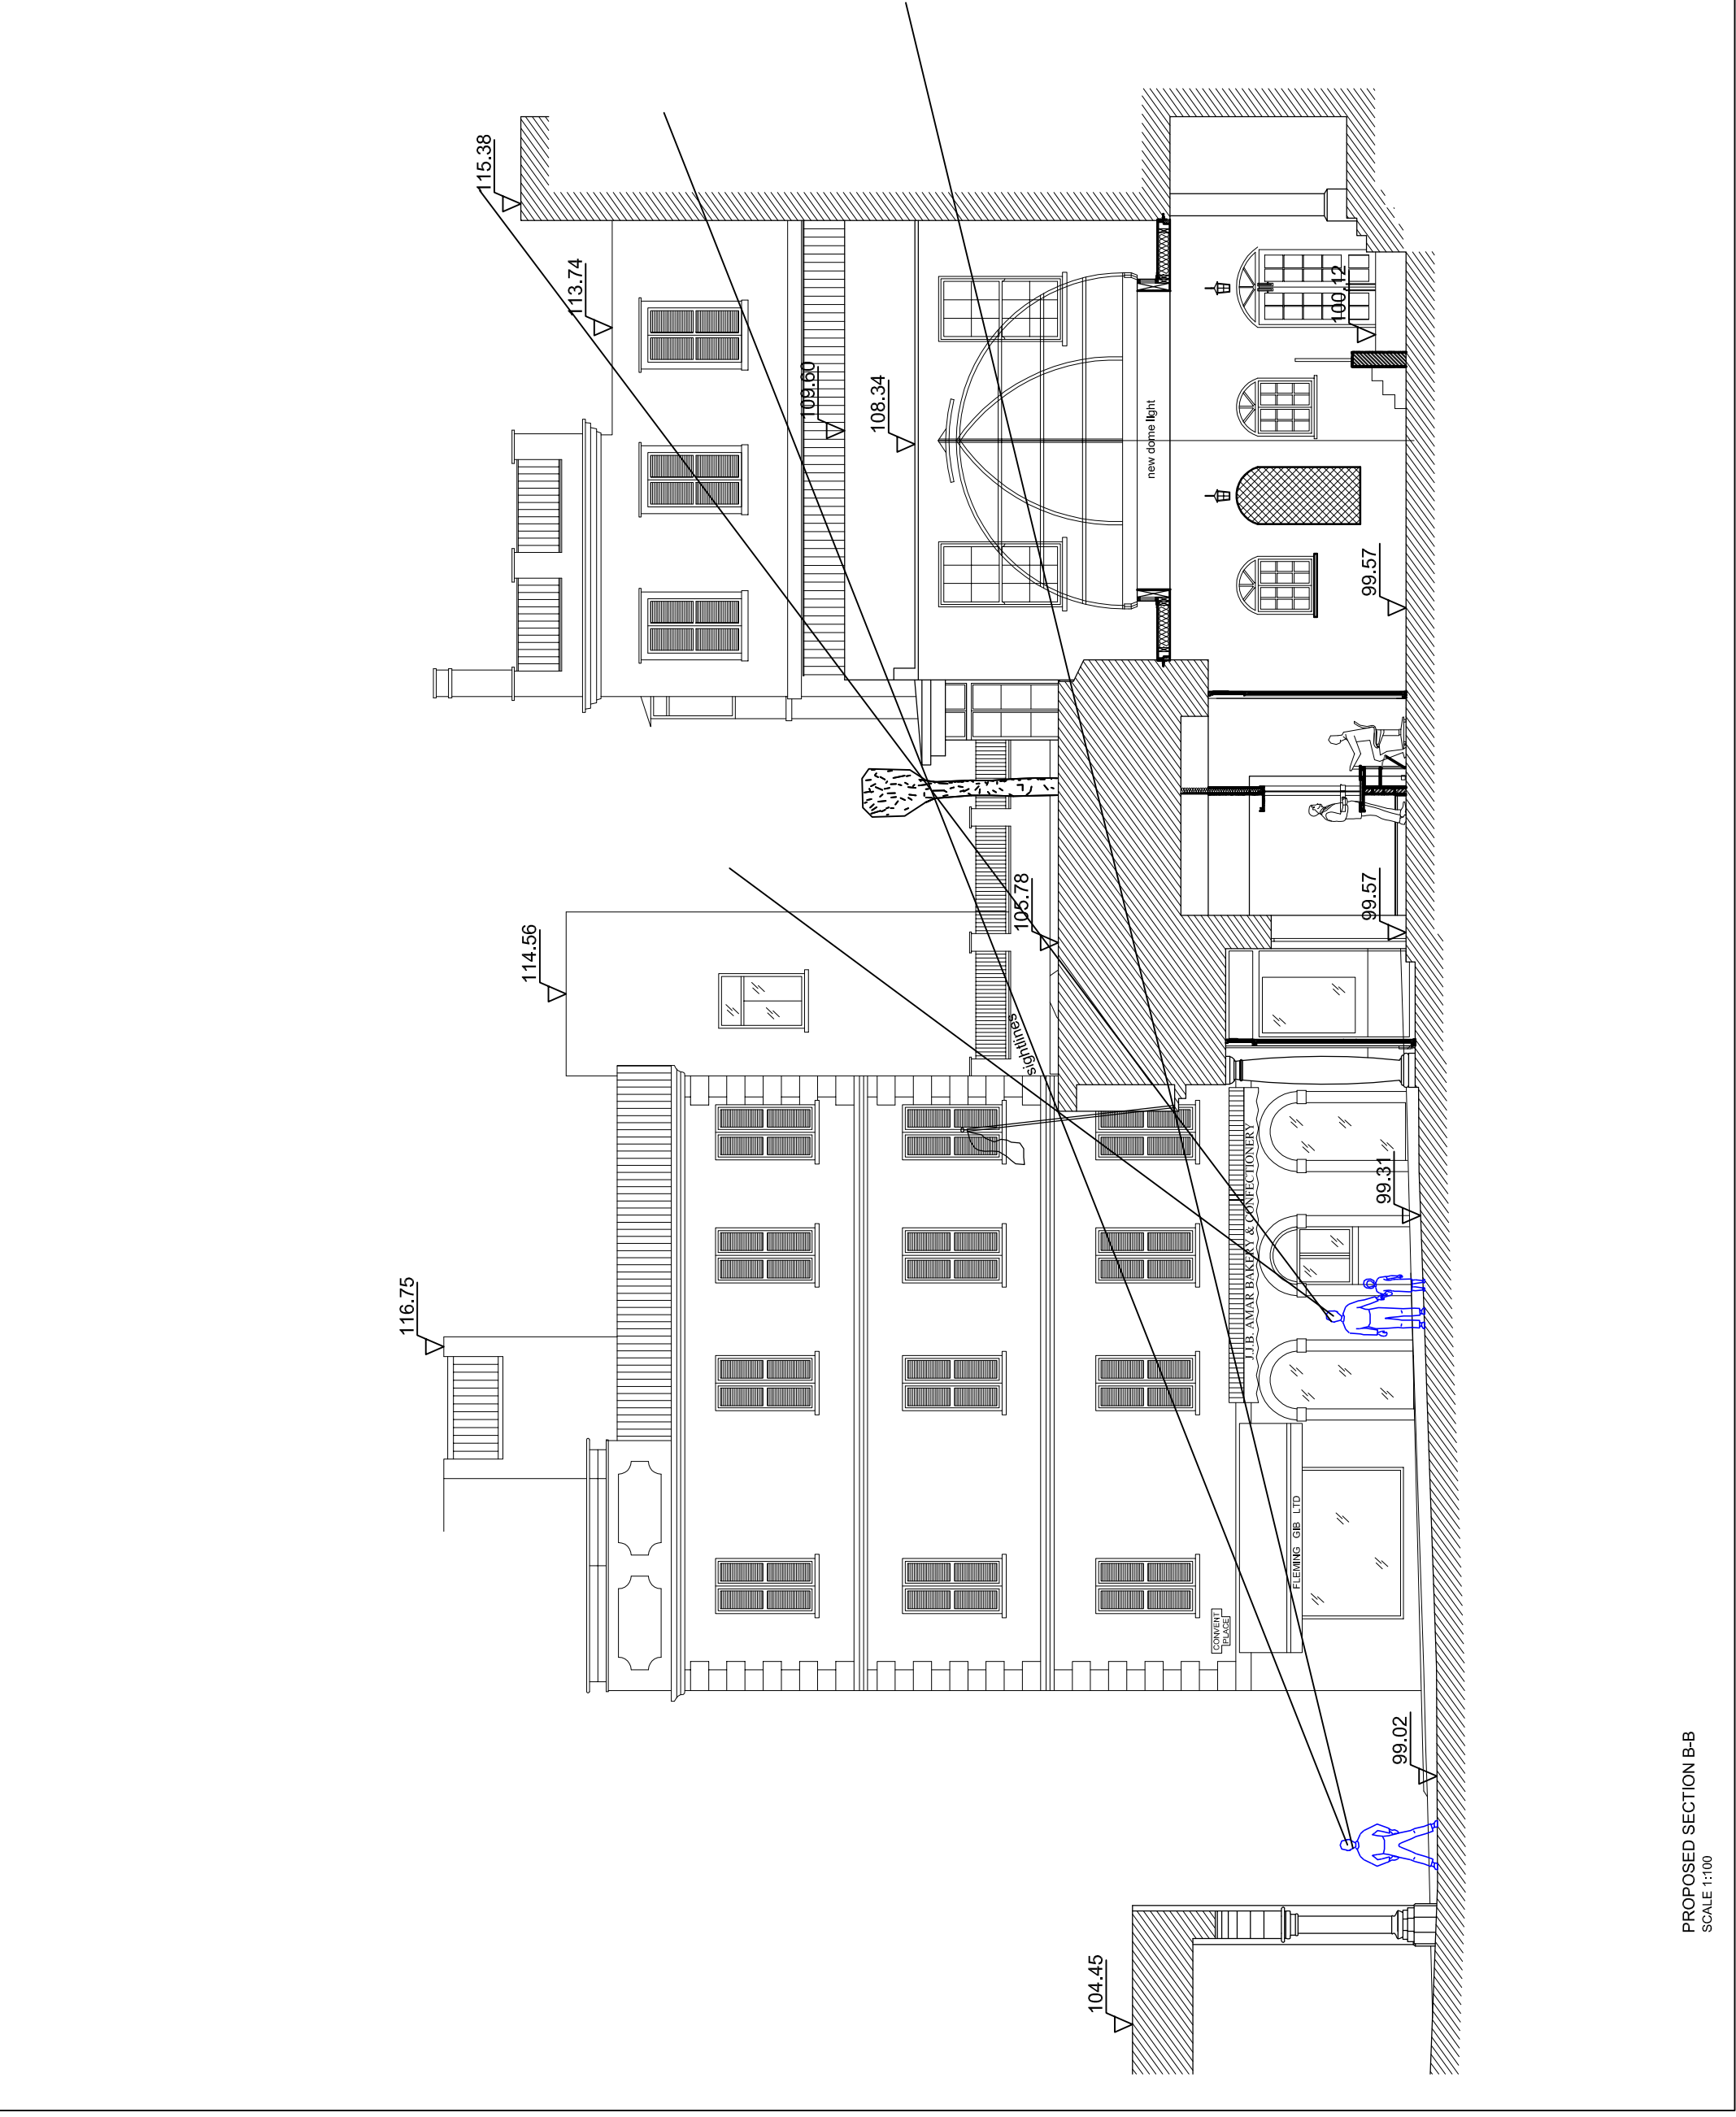 116.75
115.38
114.56
113.74
109.60
108.34
105.78
sightlines
new dome light
104.45
100.12
99.57
99.57
99.31
99.02
J.J.B. AMAR BAKERY & CONFECTIONERY
FLEMING GIB LTD
CONVENT
PLACE
PROPOSED SECTION B-B
SCALE 1:100